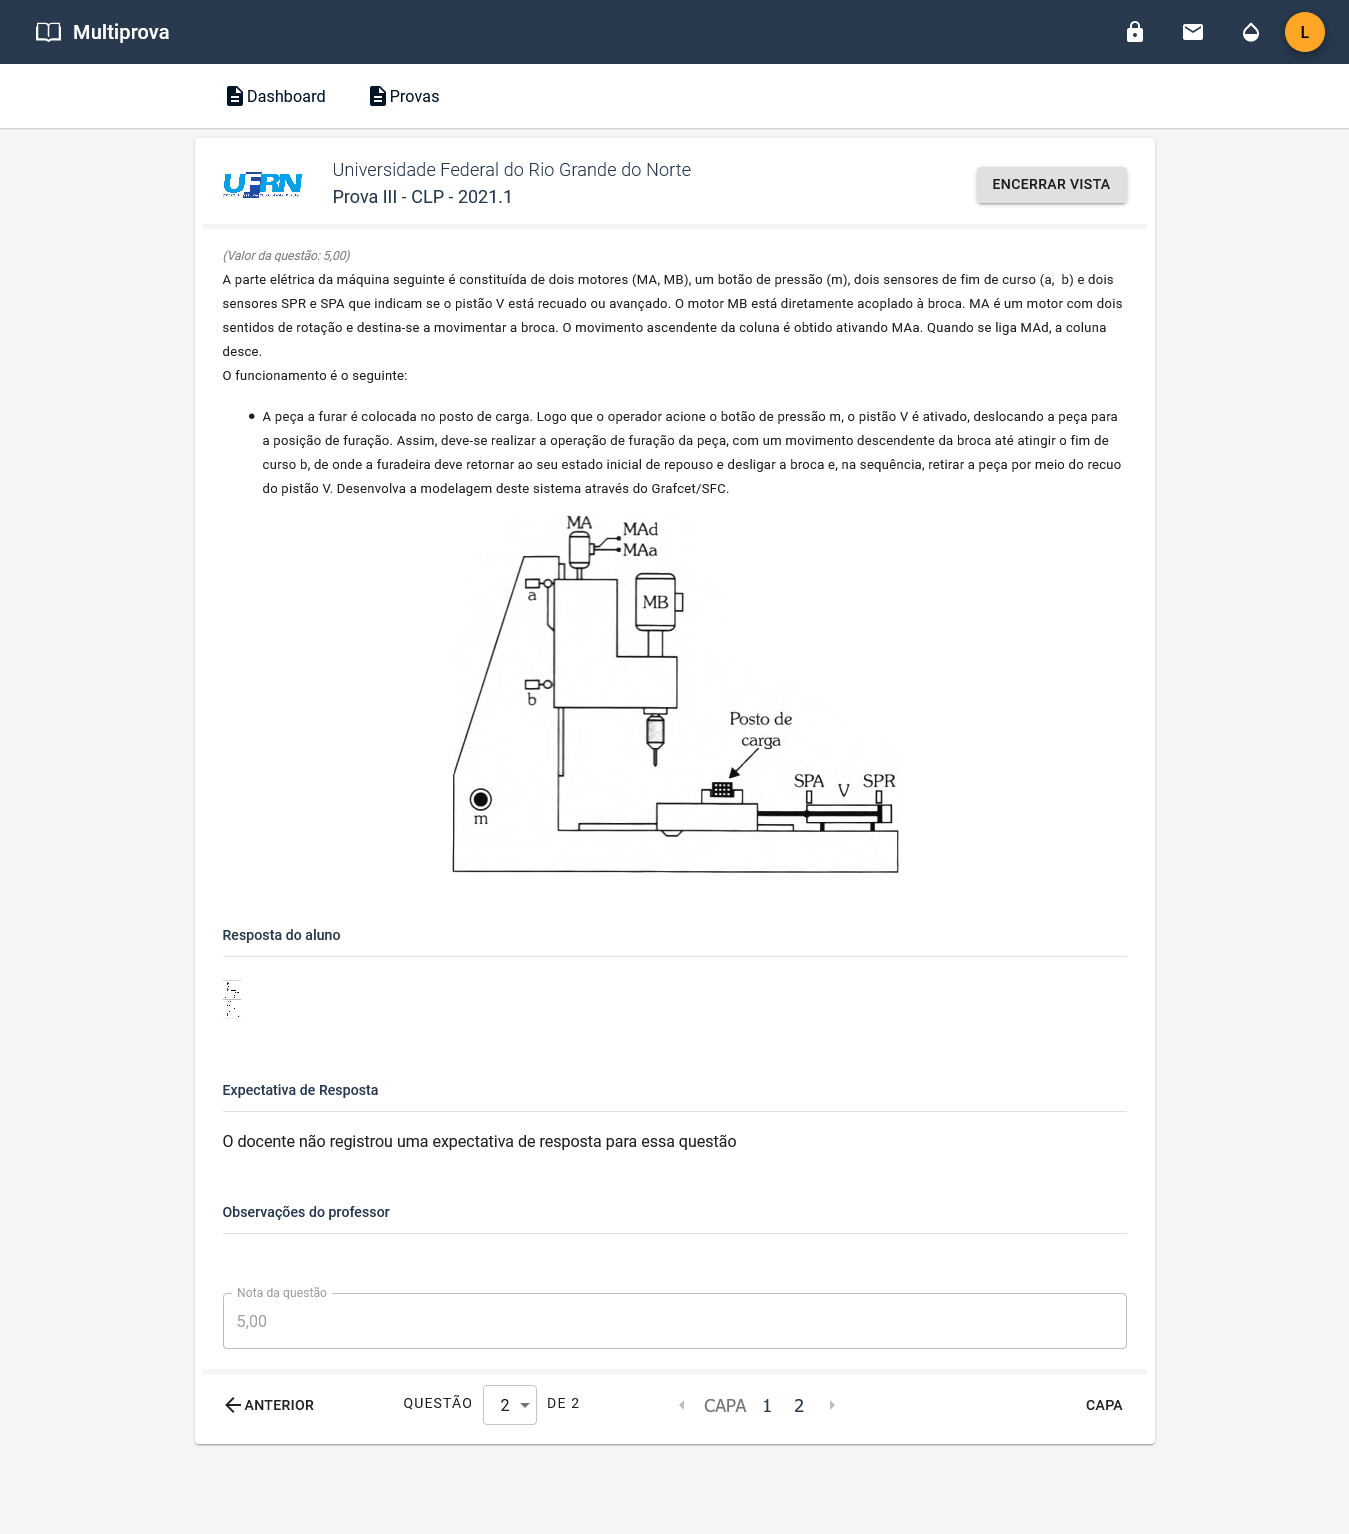 Multiprova
L
Dashboard
Provas
UFRN
Universidade Federal do Rio Grande do Norte
Prova III - CLP - 2021.1
ENCERRAR VISTA
(Valor da questão: 5,00)
A parte elétrica da máquina seguinte é constituída de dois motores (MA, MB), um botão de pressão (m), dois sensores de fim de curso (a,  b) e dois
sensores SPR e SPA que indicam se o pistão V está recuado ou avançado. O motor MB está diretamente acoplado à broca. MA é um motor com dois
sentidos de rotação e destina-se a movimentar a broca. O movimento ascendente da coluna é obtido ativando MAa. Quando se liga MAd, a coluna
desce.
O funcionamento é o seguinte:
• A peça a furar é colocada no posto de carga. Logo que o operador acione o botão de pressão m, o pistão V é ativado, deslocando a peça para
a posição de furação. Assim, deve-se realizar a operação de furação da peça, com um movimento descendente da broca até atingir o fim de
curso b, de onde a furadeira deve retornar ao seu estado inicial de repouso e desligar a broca e, na sequência, retirar a peça por meio do recuo
do pistão V. Desenvolva a modelagem deste sistema através do Grafcet/SFC.
MA
MAd
MAa
a
MB
b
Posto de
carga
SPA
V
SPR
m
Resposta do aluno
Expectativa de Resposta
O docente não registrou uma expectativa de resposta para essa questão
Observações do professor
Nota da questão
5,00
ANTERIOR
QUESTÃO 2 DE 2
CAPA 1 2
CAPA